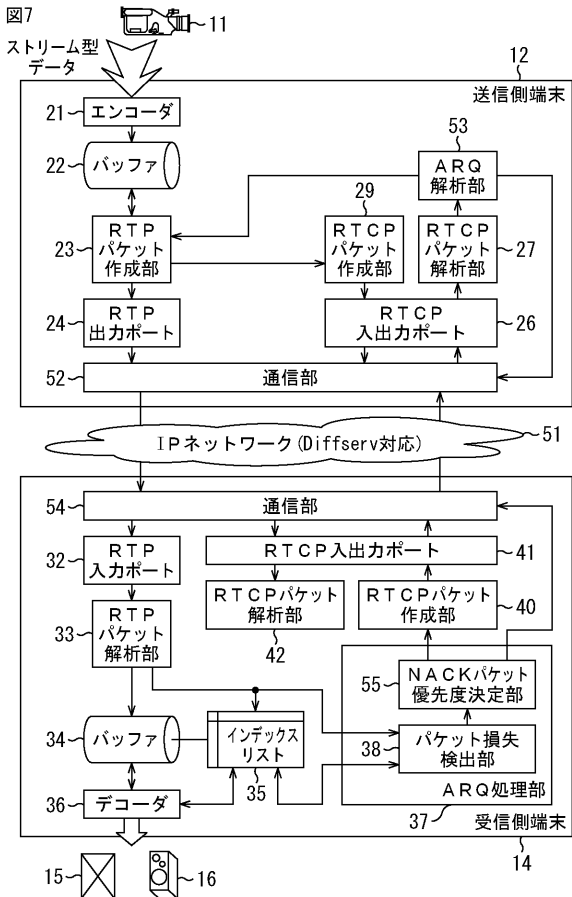 図7
11
ストリーム型
データ
12
送信側端末
21
エンコーダ
22
バッファ
53
ARQ
解析部
23
RTP
パケット
作成部
29
RTCP
パケット
作成部
RTCP
パケット
解析部
27
24
RTP
出力ポート
RTCP
入出力ポート
26
52
通信部
51
IPネットワーク(Diffserv対応)
54
通信部
32
RTP
入力ポート
RTCP入出力ポート
41
33
RTP
パケット
解析部
RTCPパケット
解析部
42
RTCPパケット
作成部
40
55
NACKパケット
優先度決定部
34
バッファ
インデックス
リスト
35
38
パケット損失
検出部
36
デコーダ
ARQ処理部
37
受信側端末
14
15
16